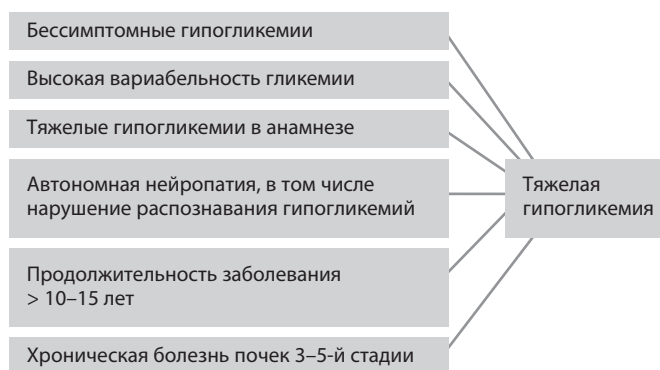 Бессимптомные гипогликемии
Высокая вариабельность гликемии
Тяжелые гипогликемии в анамнезе
Автономная нейропатия, в том числе
нарушение распознавания гипогликемий
Продолжительность заболевания
> 10–15 лет
Хроническая болезнь почек 3–5-й стадии
Тяжелая
гипогликемия